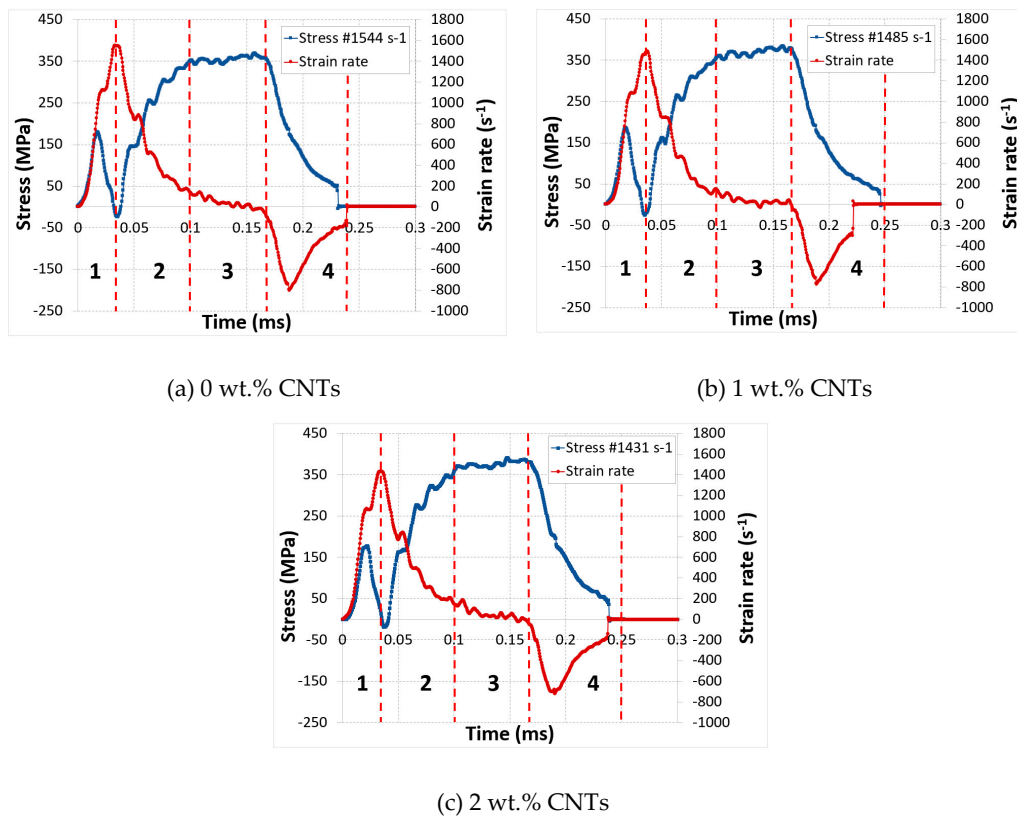 450
350
250
150
50
-50
-150
-250
Stress (MPa)
1800
1600
1400
1200
1000
800
600
400
200
0
-200
-400
-600
-800
-1000
Strain rate (s-1)
Stress #1544 s-1
Strain rate
0 0.05 0.1 0.15 0.2 0.25 0.3
1 2 3 4
Time (ms)
(a) 0 wt.% CNTs
450
350
250
150
50
-50
-150
-250
Stress (MPa)
1800
1600
1400
1200
1000
800
600
400
200
0
-200
-400
-600
-800
-1000
Strain rate (s-1)
Stress #1485 s-1
Strain rate
0 0.05 0.1 0.15 0.2 0.25 0.3
1 2 3 4
Time (ms)
(b) 1 wt.% CNTs
450
350
250
150
50
-50
-150
-250
Stress (MPa)
1800
1600
1400
1200
1000
800
600
400
200
0
-200
-400
-600
-800
-1000
Strain rate (s-1)
Stress #1431 s-1
Strain rate
0 0.05 0.1 0.15 0.2 0.25 0.3
1 2 3 4
Time (ms)
(c) 2 wt.% CNTs